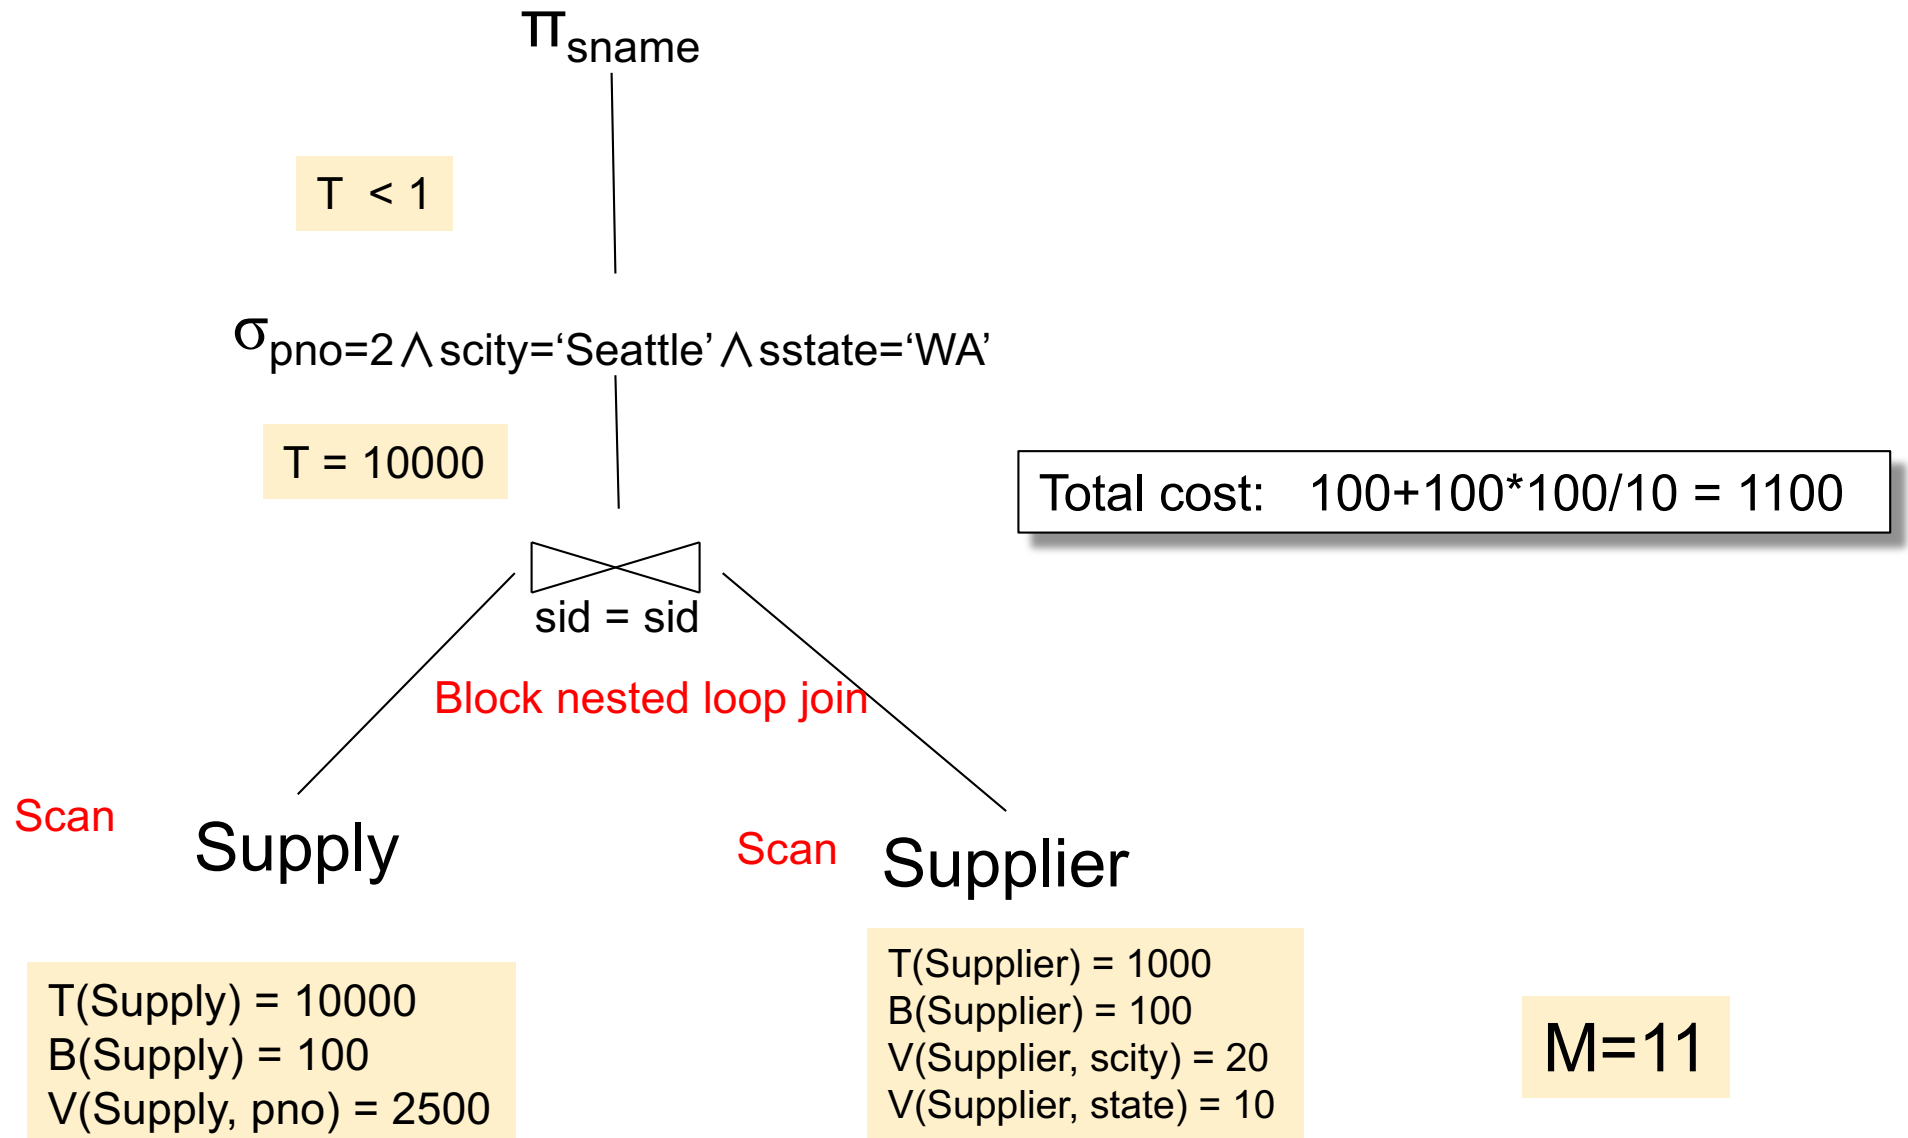 π sname
T < 1
σ pno=2 ∧ scity=‘Seattle’ ∧ sstate=‘WA’
T = 10000
Total cost: 100+100*100/10 = 1100
sid = sid
Block nested loop join
Scan
Supply
Scan
Supplier
T(Supply) = 10000
B(Supply) = 100
V(Supply, pno) = 2500
T(Supplier) = 1000
B(Supplier) = 100
V(Supplier, scity) = 20
V(Supplier, state) = 10
M=11